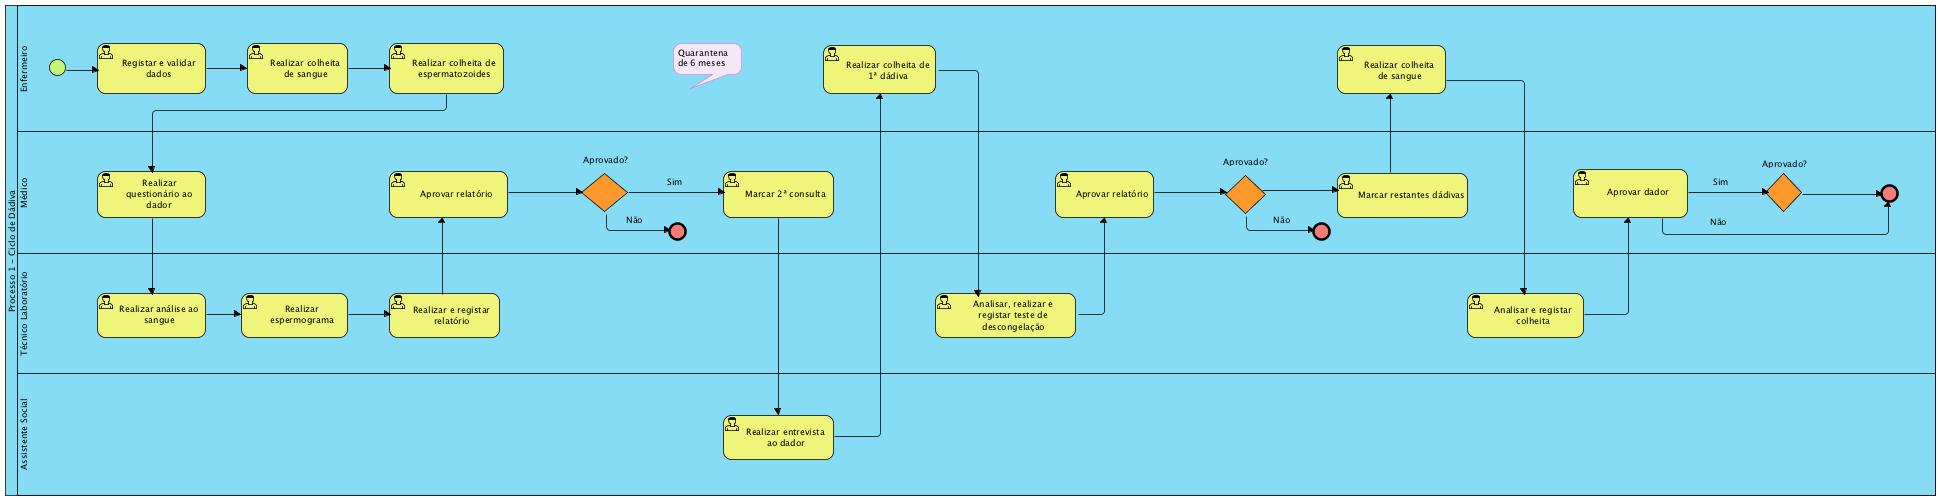 Processo 1 - Ciclo de Dádiva
Enfermeiro
Registar e validar
dados
Realizar colheita
de sangue
Realizar colheita de
espermatozoides
Quarantena
de 6 meses
Realizar colheita de
1ª dádiva
Realizar colheita
de sangue
Médico
Realizar
questionário ao
dador
Aprovar relatório
Aprovado?
Sim
Não
Marcar 2ª consulta
Aprovar relatório
Aprovado?
Não
Marcar restantes dádivas
Aprovar dador
Sim
Não
Aprovado?
Técnico Laboratório
Realizar análise ao
sangue
Realizar
espermograma
Realizar e registar
relatório
Analisar, realizar e
registar teste de
descongelação
Analisar e registar
colheita
Assistente Social
Realizar entrevista
ao dador